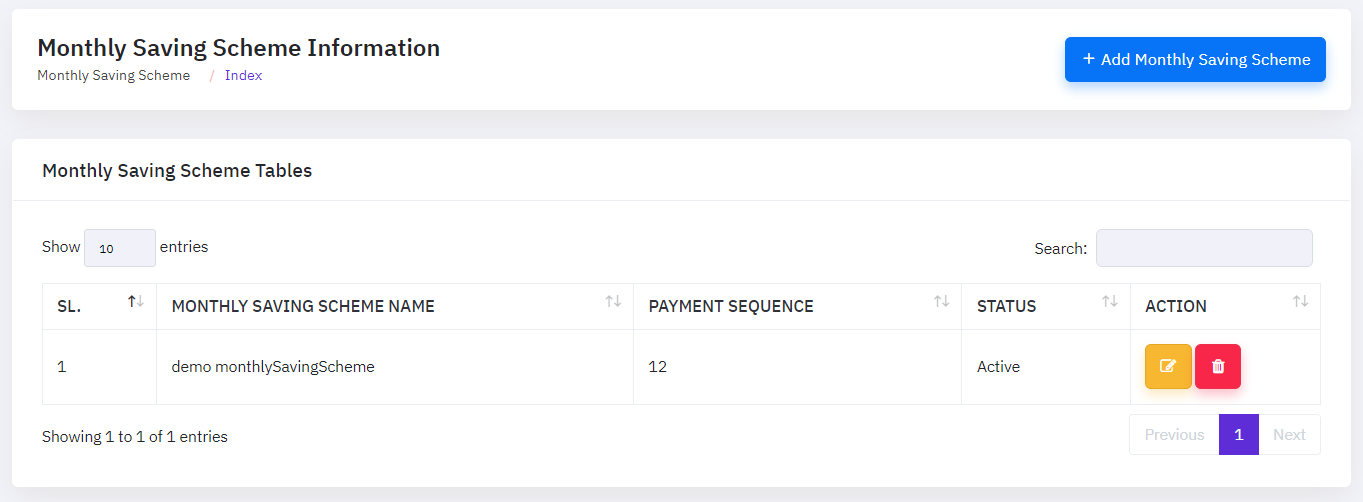 Monthly Saving Scheme Information
Monthly Saving Scheme / Index
+ Add Monthly Saving Scheme
Monthly Saving Scheme Tables
Show 10 entries
Search:
SL. MONTHLY SAVING SCHEME NAME PAYMENT SEQUENCE STATUS ACTION
1 demo monthlySavingScheme 12 Active
Showing 1 to 1 of 1 entries
Previous 1 Next